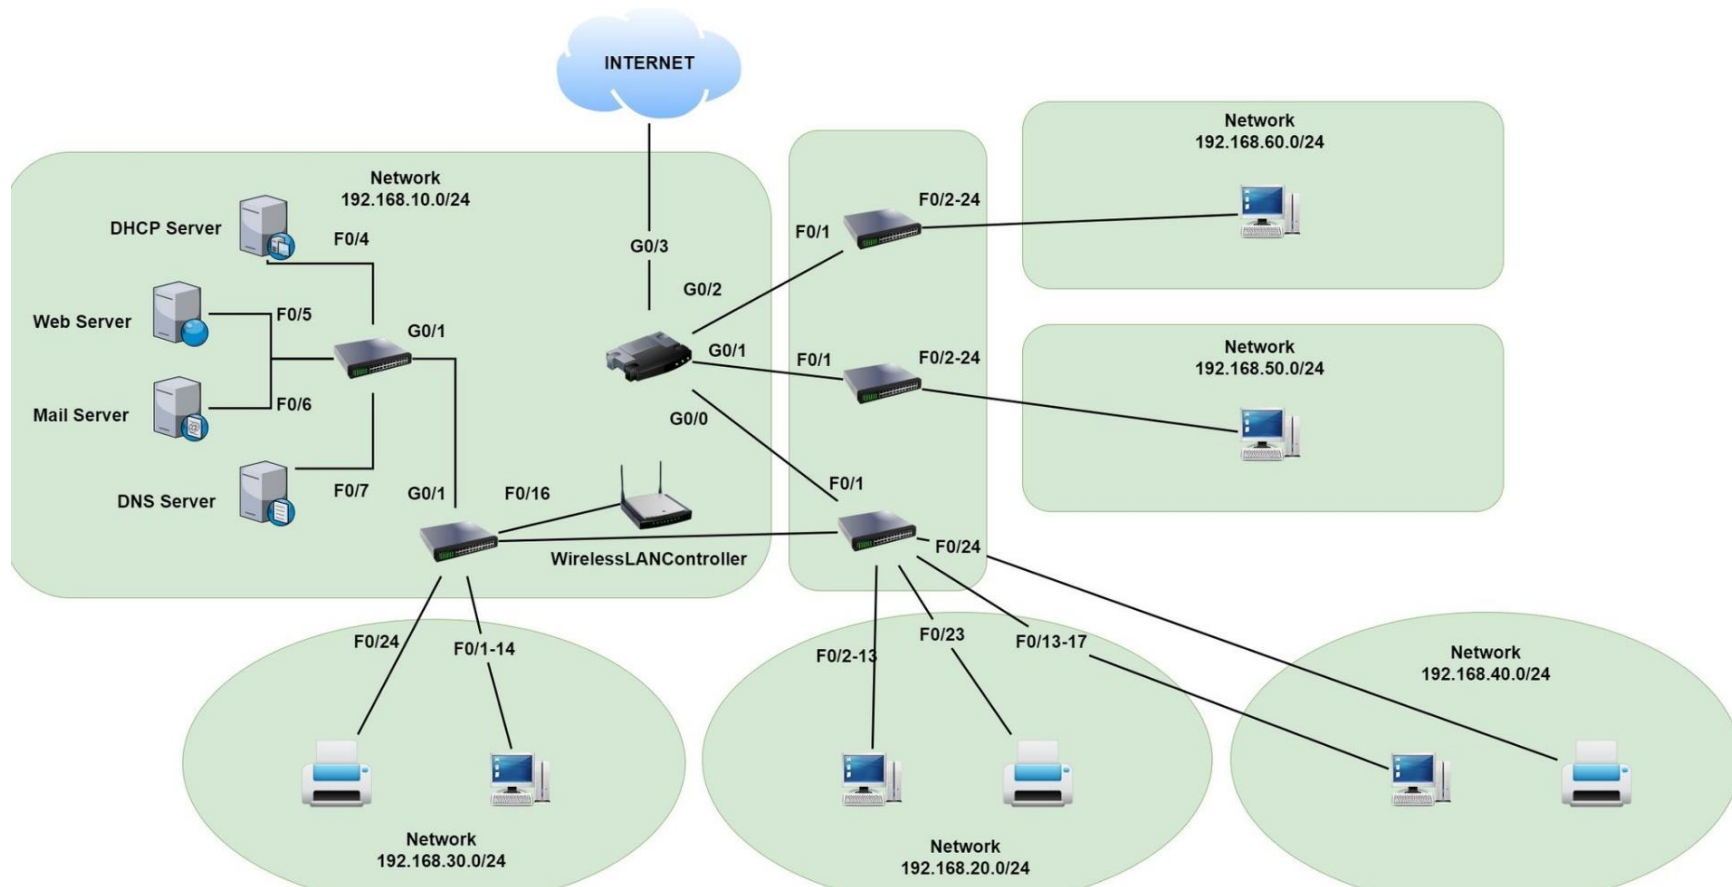 INTERNET
Network
192.168.60.0/24
Network
192.168.10.0/24
DHCP Server
F0/4
G0/3
F0/1
F0/2-24
G0/2
Web Server
F0/5
G0/1
G0/1
F0/1
F0/2-24
Network
192.168.50.0/24
Mail Server
F0/6
G0/0
DNS Server
F0/7
G0/1
F0/16
F0/1
WirelessLANController
F0/24
F0/24
F0/1-14
F0/2-13
F0/23
F0/13-17
Network
192.168.40.0/24
Network
192.168.30.0/24
Network
192.168.20.0/24